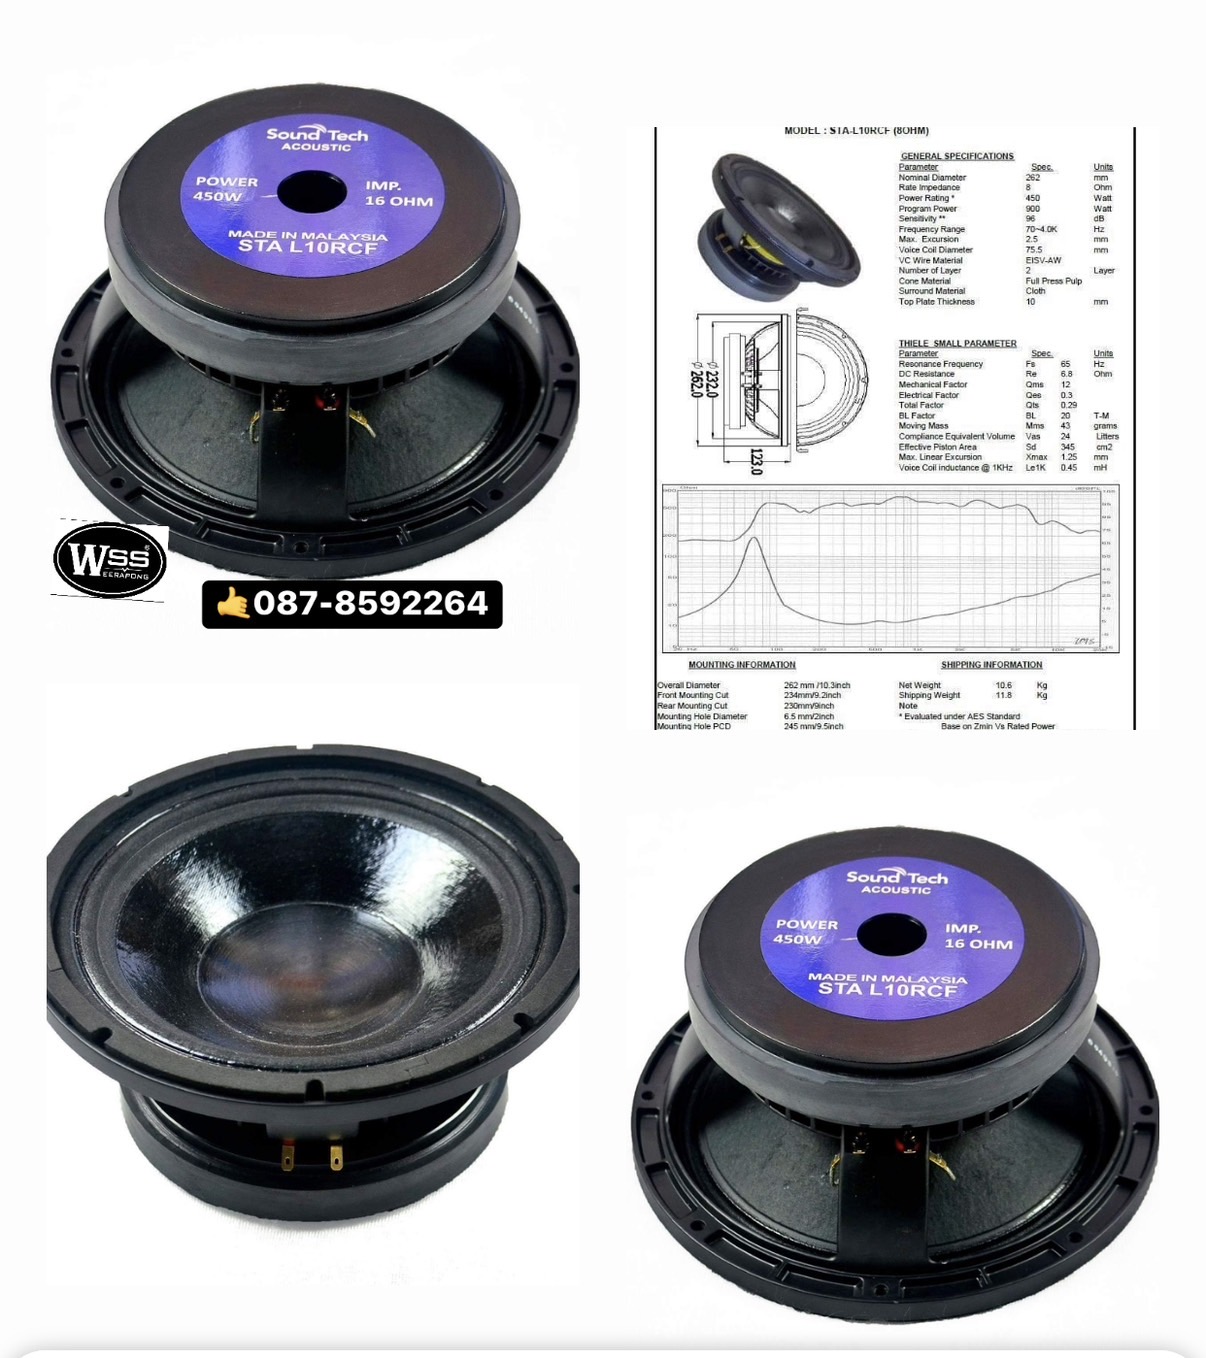 Sound Tech
ACOUSTIC
POWER
450W
IMP.
16 OHM
MADE IN MALAYSIA
STA L10RCF
WSS
EERAPONG
087-8592264
MODEL : STA-L10RCF (8OHM)
GENERAL SPECIFICATIONS
Parameter Spec. Units
Nominal Diameter 262 mm
Rate Impedance 8 Ohm
Power Rating * 450 Watt
Program Power 900 Watt
Sensitivity ** 96 dB
Frequency Range 70~4.0K Hz
Max. Excursion 2.5 mm
Voice Coil Diameter 75.5 mm
VC Wire Material EISV-AW
Number of Layer 2 Layer
Cone Material Full Press Pulp
Surround Material Cloth
Top Plate Thickness 10 mm
Ø 262.0
Ø 232.0
123.0
THIELE SMALL PARAMETER
Parameter Spec. Units
Resonance Frequency Fs 65 Hz
DC Resistance Re 6.8 Ohm
Mechanical Factor Qms 12
Electrical Factor Qes 0.3
Total Factor Qts 0.29
BL Factor BL 20 T-M
Moving Mass Mms 43 grams
Compliance Equivalent Volume Vas 24 Litters
Effective Piston Area Sd 345 cm2
Max. Linear Excursion Xmax 1.25 mm
Voice Coil inductance @ 1KHz Le1K 0.45 mH
MOUNTING INFORMATION
Overall Diameter 262 mm /10.3inch
Front Mounting Cut 234mm/9.2inch
Rear Mounting Cut 230mm/9inch
Mounting Hole Diameter 6.5 mm/2inch
Mounting Hole PCD 245 mm/9.5inch
SHIPPING INFORMATION
Net Weight 10.6 Kg
Shipping Weight 11.8 Kg
Note
* Evaluated under AES Standard
Base on Zmin Vs Rated Power
Sound Tech
ACOUSTIC
POWER
450W
IMP.
16 OHM
MADE IN MALAYSIA
STA L10RCF